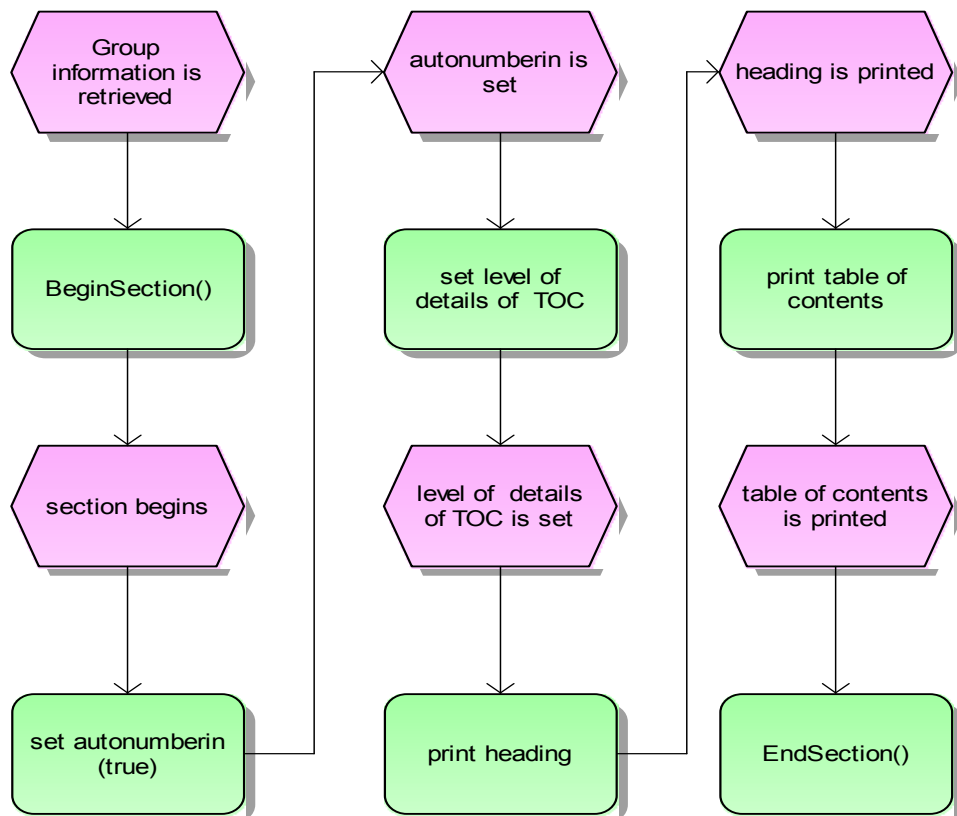 Group
information is
retrieved
BeginSection()
section begins
set autonumberin
(true)
autonumberin is
set
set level of
details of TOC
level of details
of TOC is set
print heading
heading is printed
print table of
contents
table of contents
is printed
EndSection()